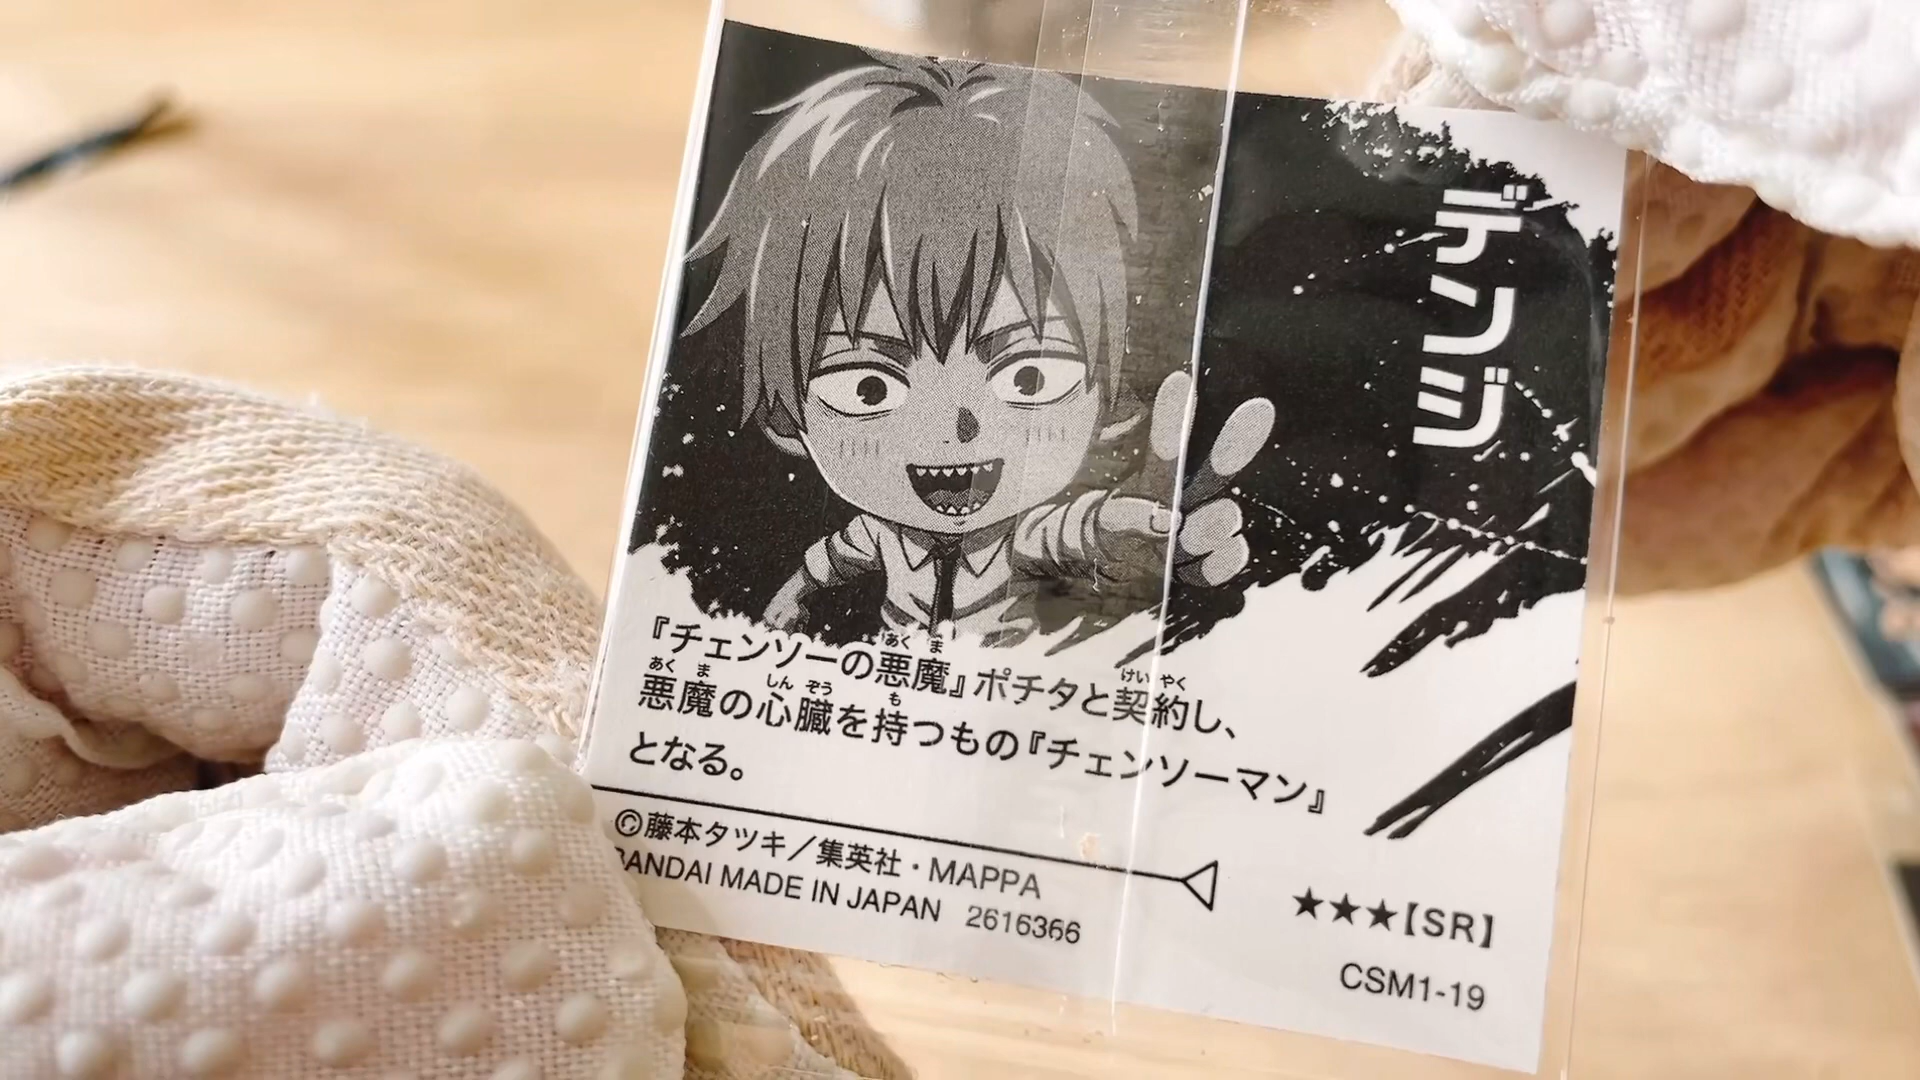 デンジ
『チェンソーの悪魔』ポチタと契約し、
悪魔の心臓を持つもの『チェンソーマン』
となる。
©藤本タツキ／集英社・MAPPA
BANDAI MADE IN JAPAN 2616366
★★★【SR】
CSM1-19